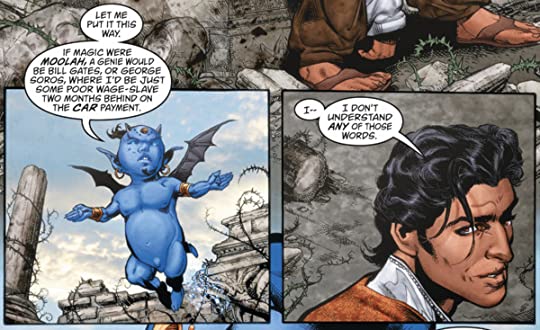 LET ME
PUT IT THIS
WAY.
IF MAGIC WERE
MOOLAH, A GENIE WOULD
BE BILL GATES, OR GEORGE
SOROS, WHERE I'D BE JUST
SOME POOR WAGE-SLAVE
TWO MONTHS BEHIND ON
THE CAR PAYMENT.
I--
I DON'T
UNDERSTAND
ANY OF THOSE
WORDS.